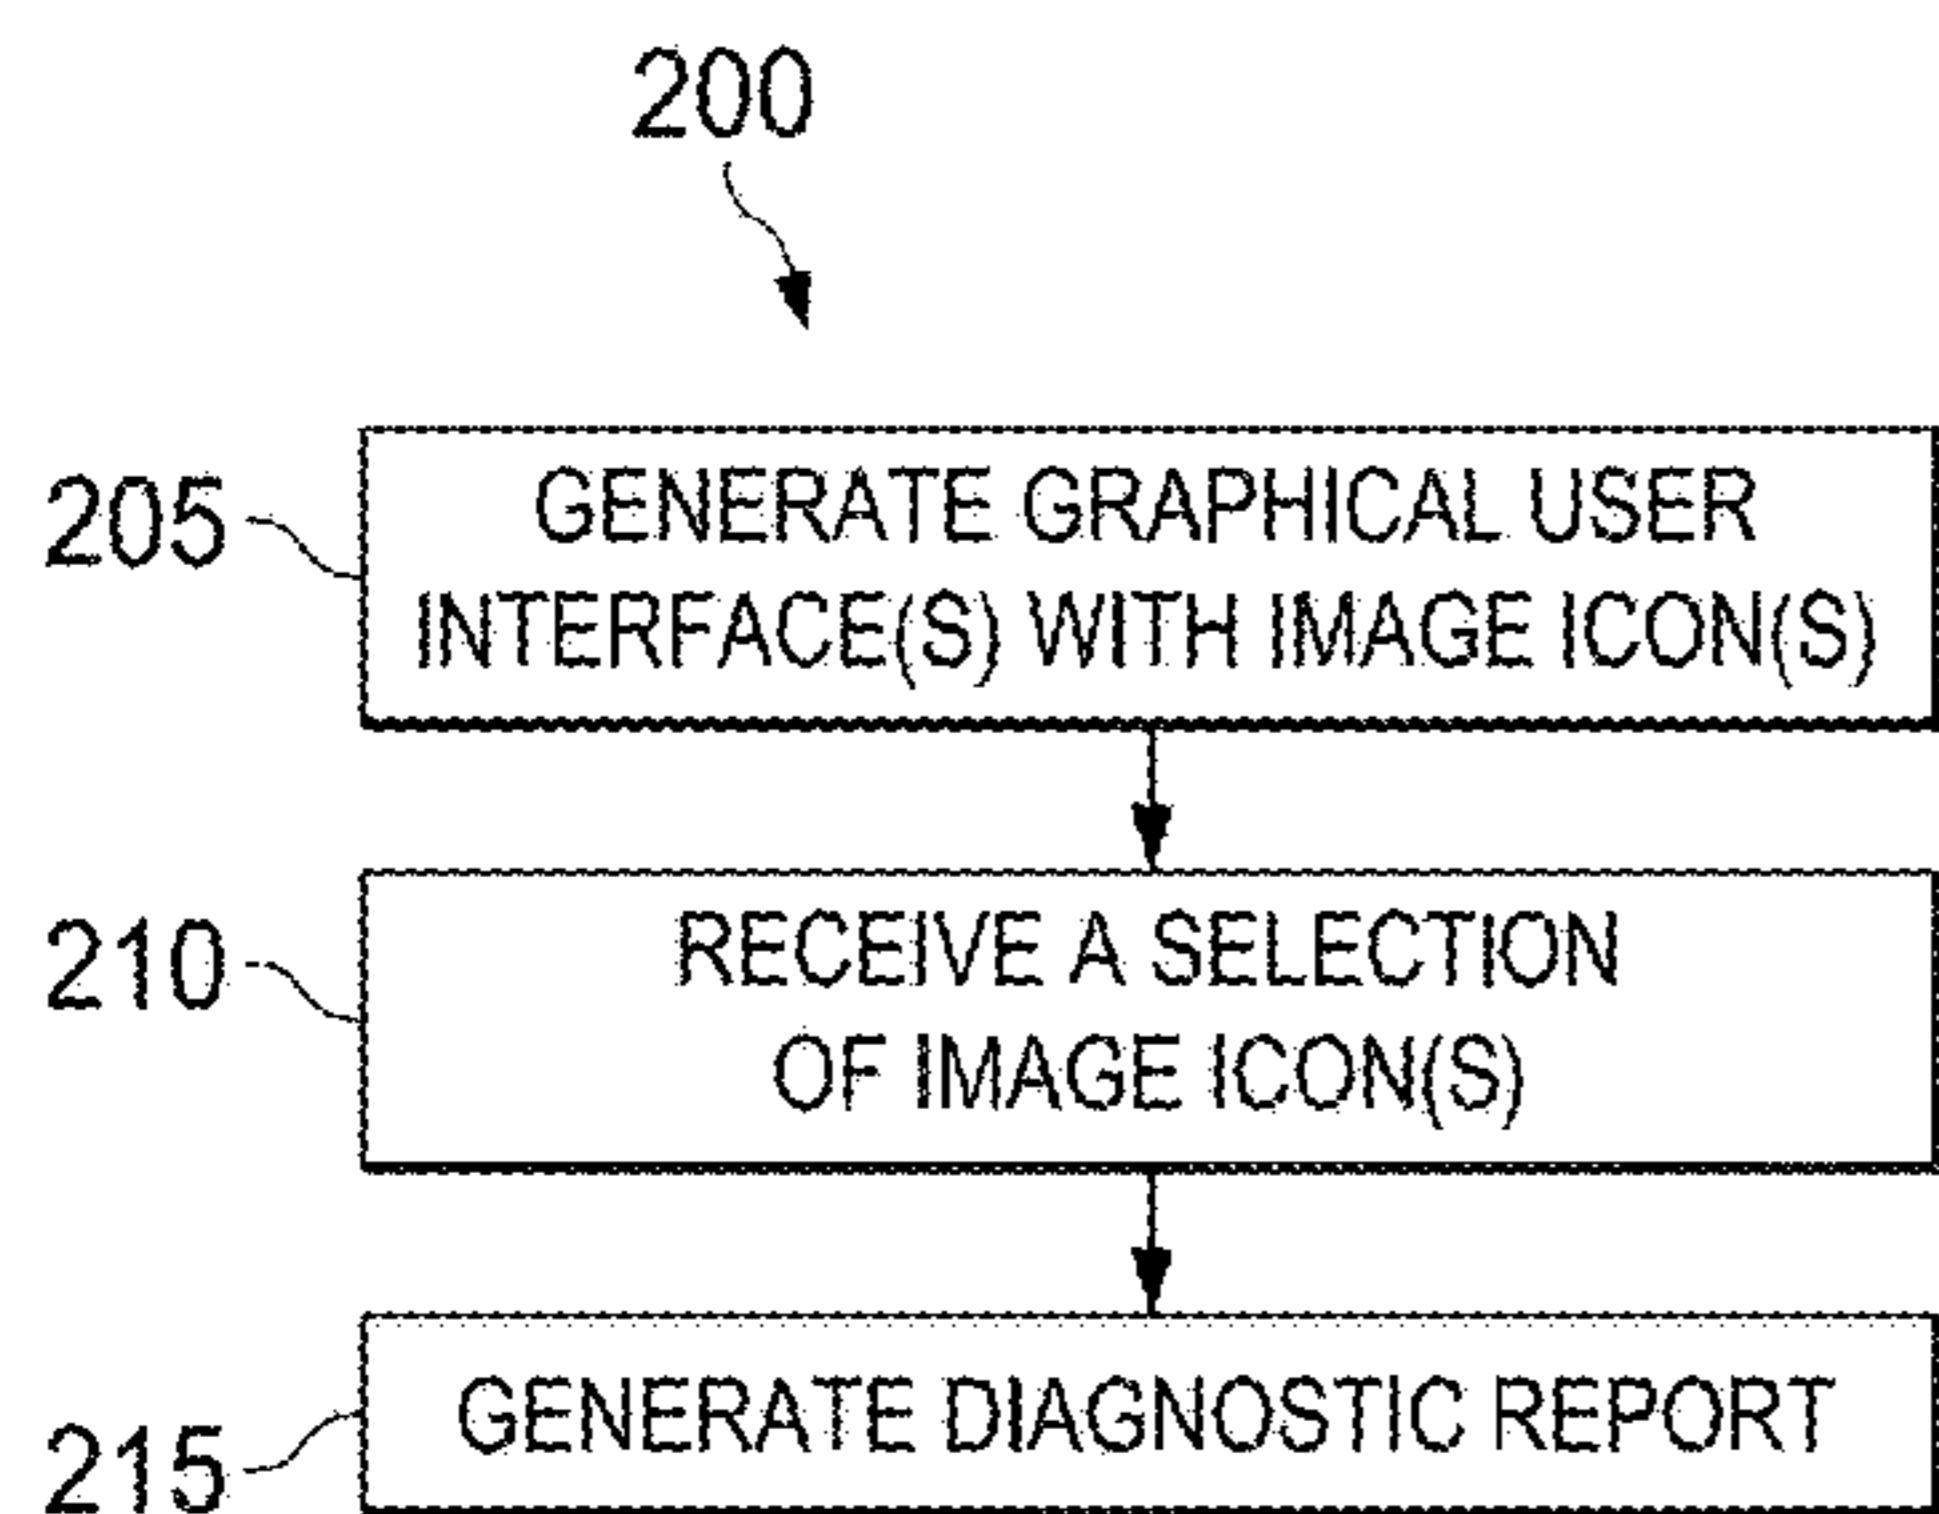 200
205
GENERATE GRAPHICAL USER
INTERFACE(S) WITH IMAGE ICON(S)
210
RECEIVE A SELECTION
OF IMAGE ICON(S)
215
GENERATE DIAGNOSTIC REPORT